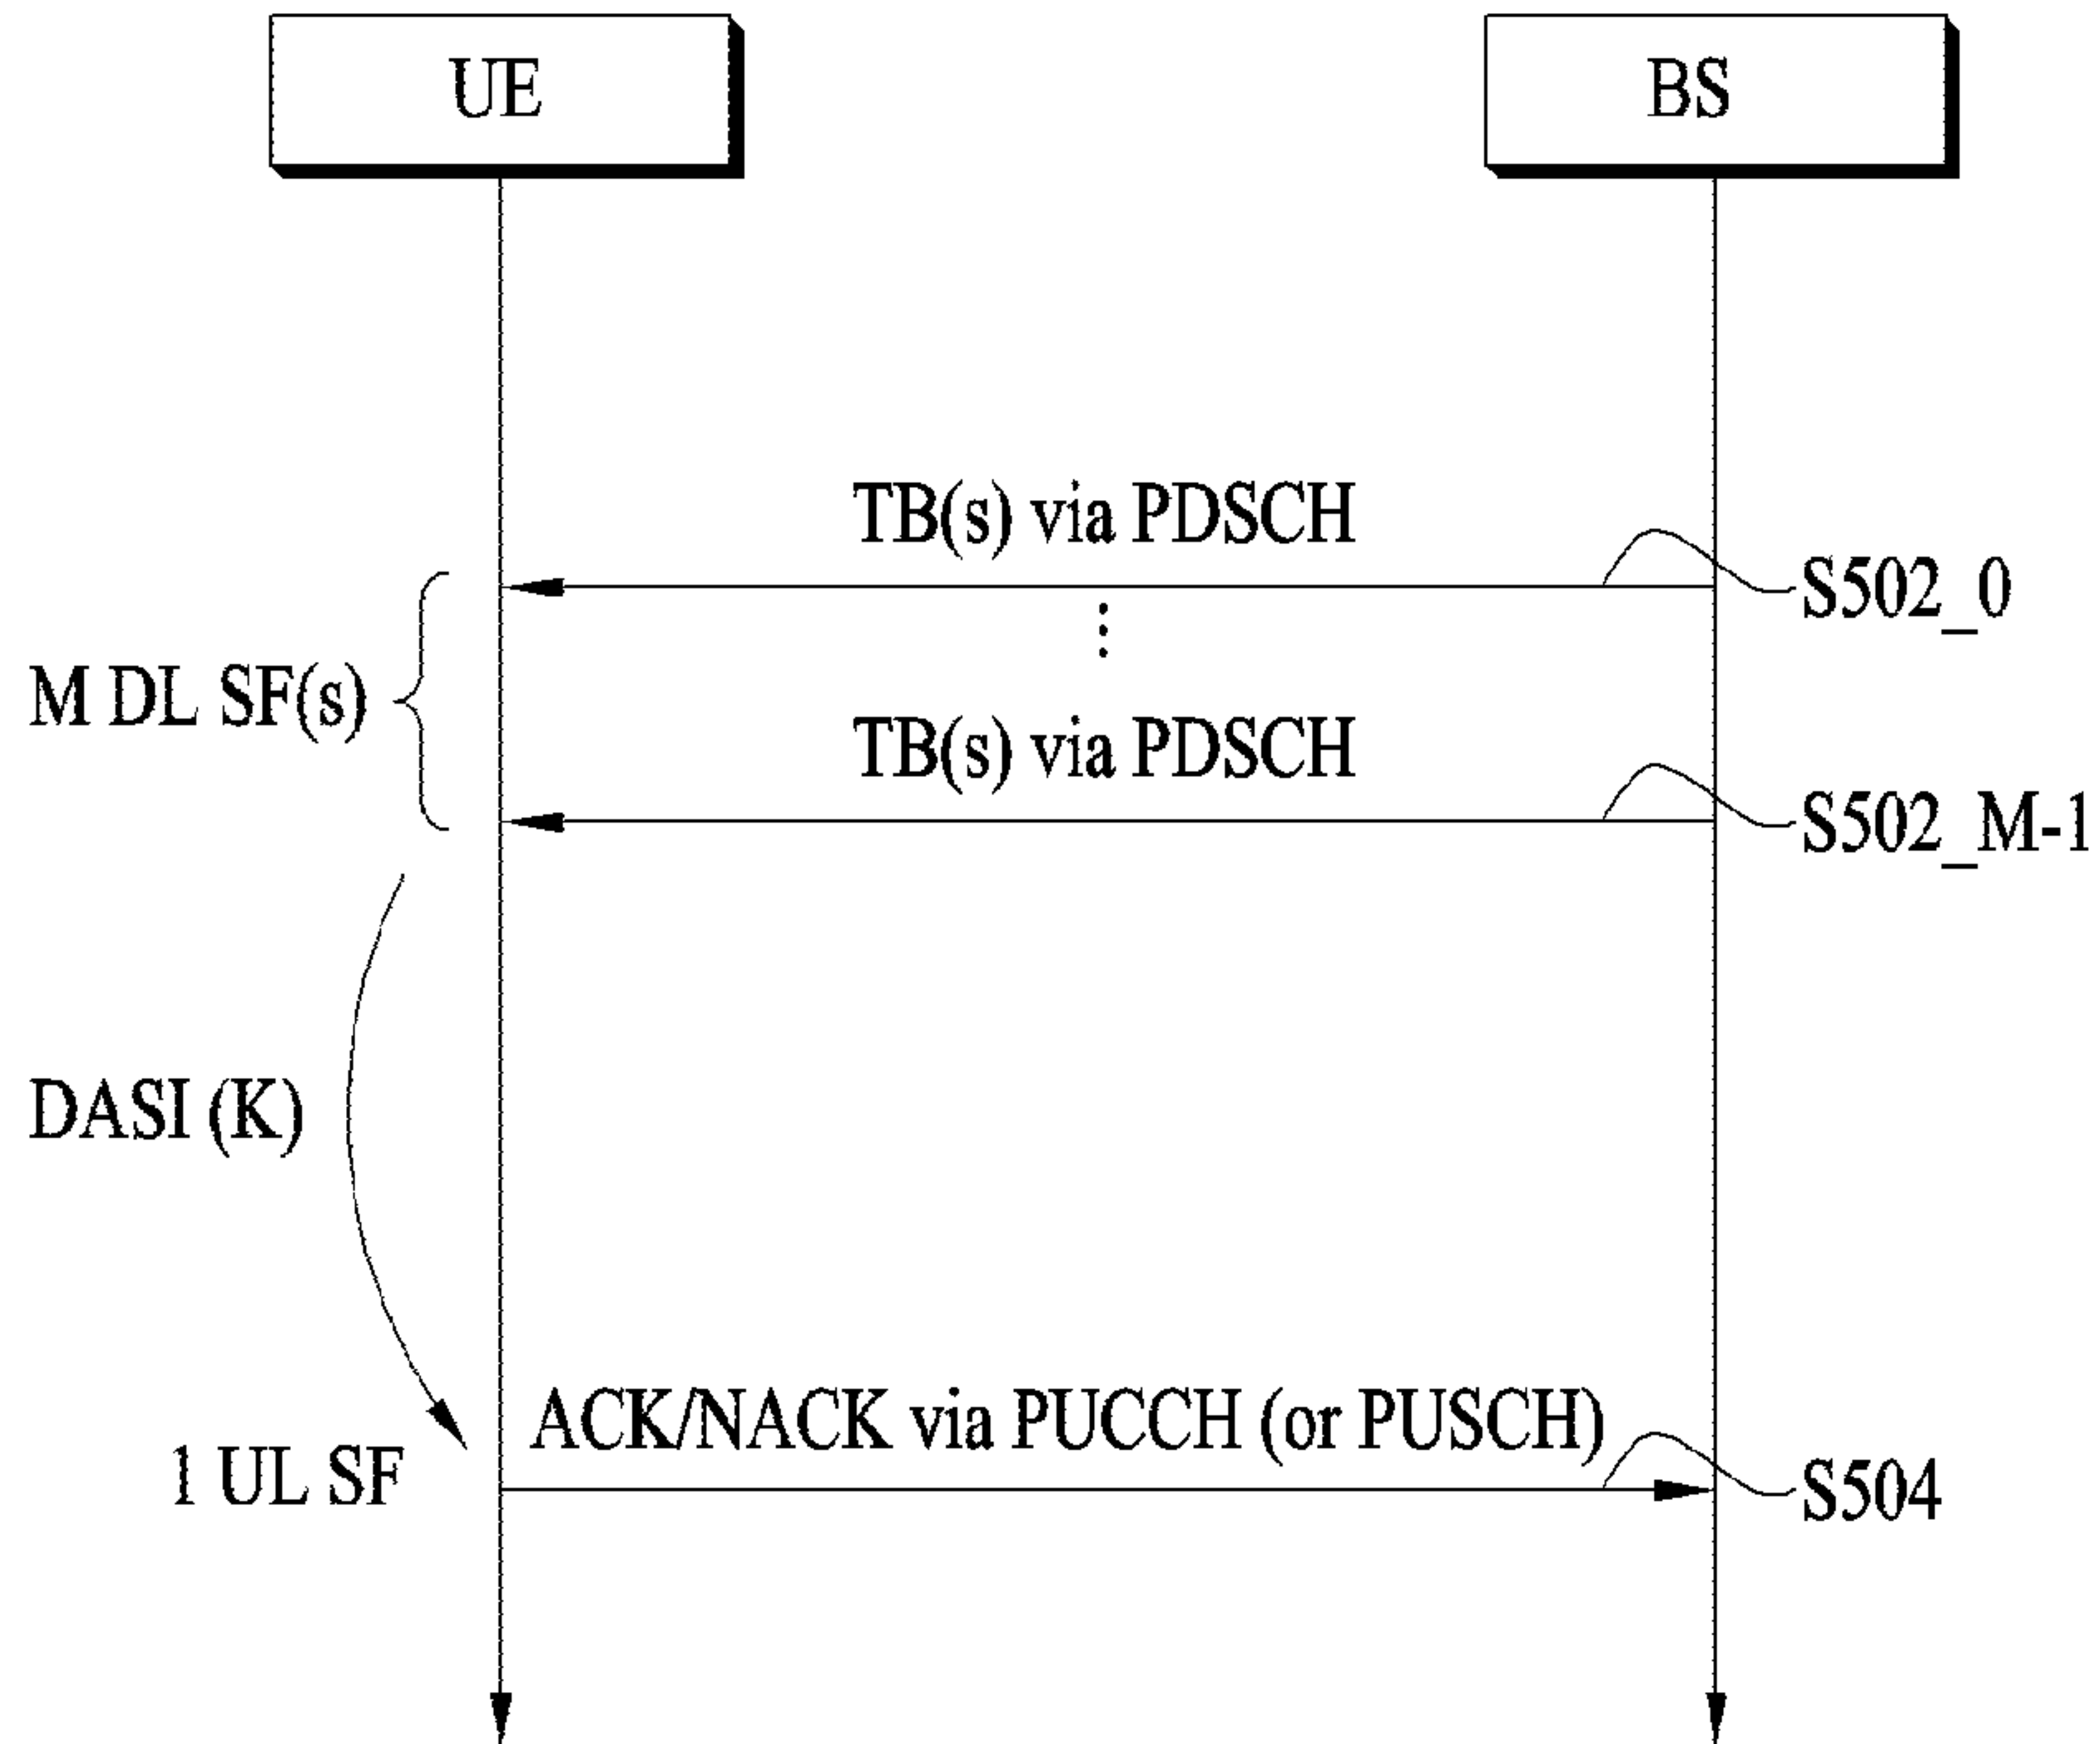 UE
BS
TB(s) via PDSCH
S502_0
M DL SF(s)
TB(s) via PDSCH
S502_M-1
DASI (K)
ACK/NACK via PUCCH (or PUSCH)
1 UL SF
S504